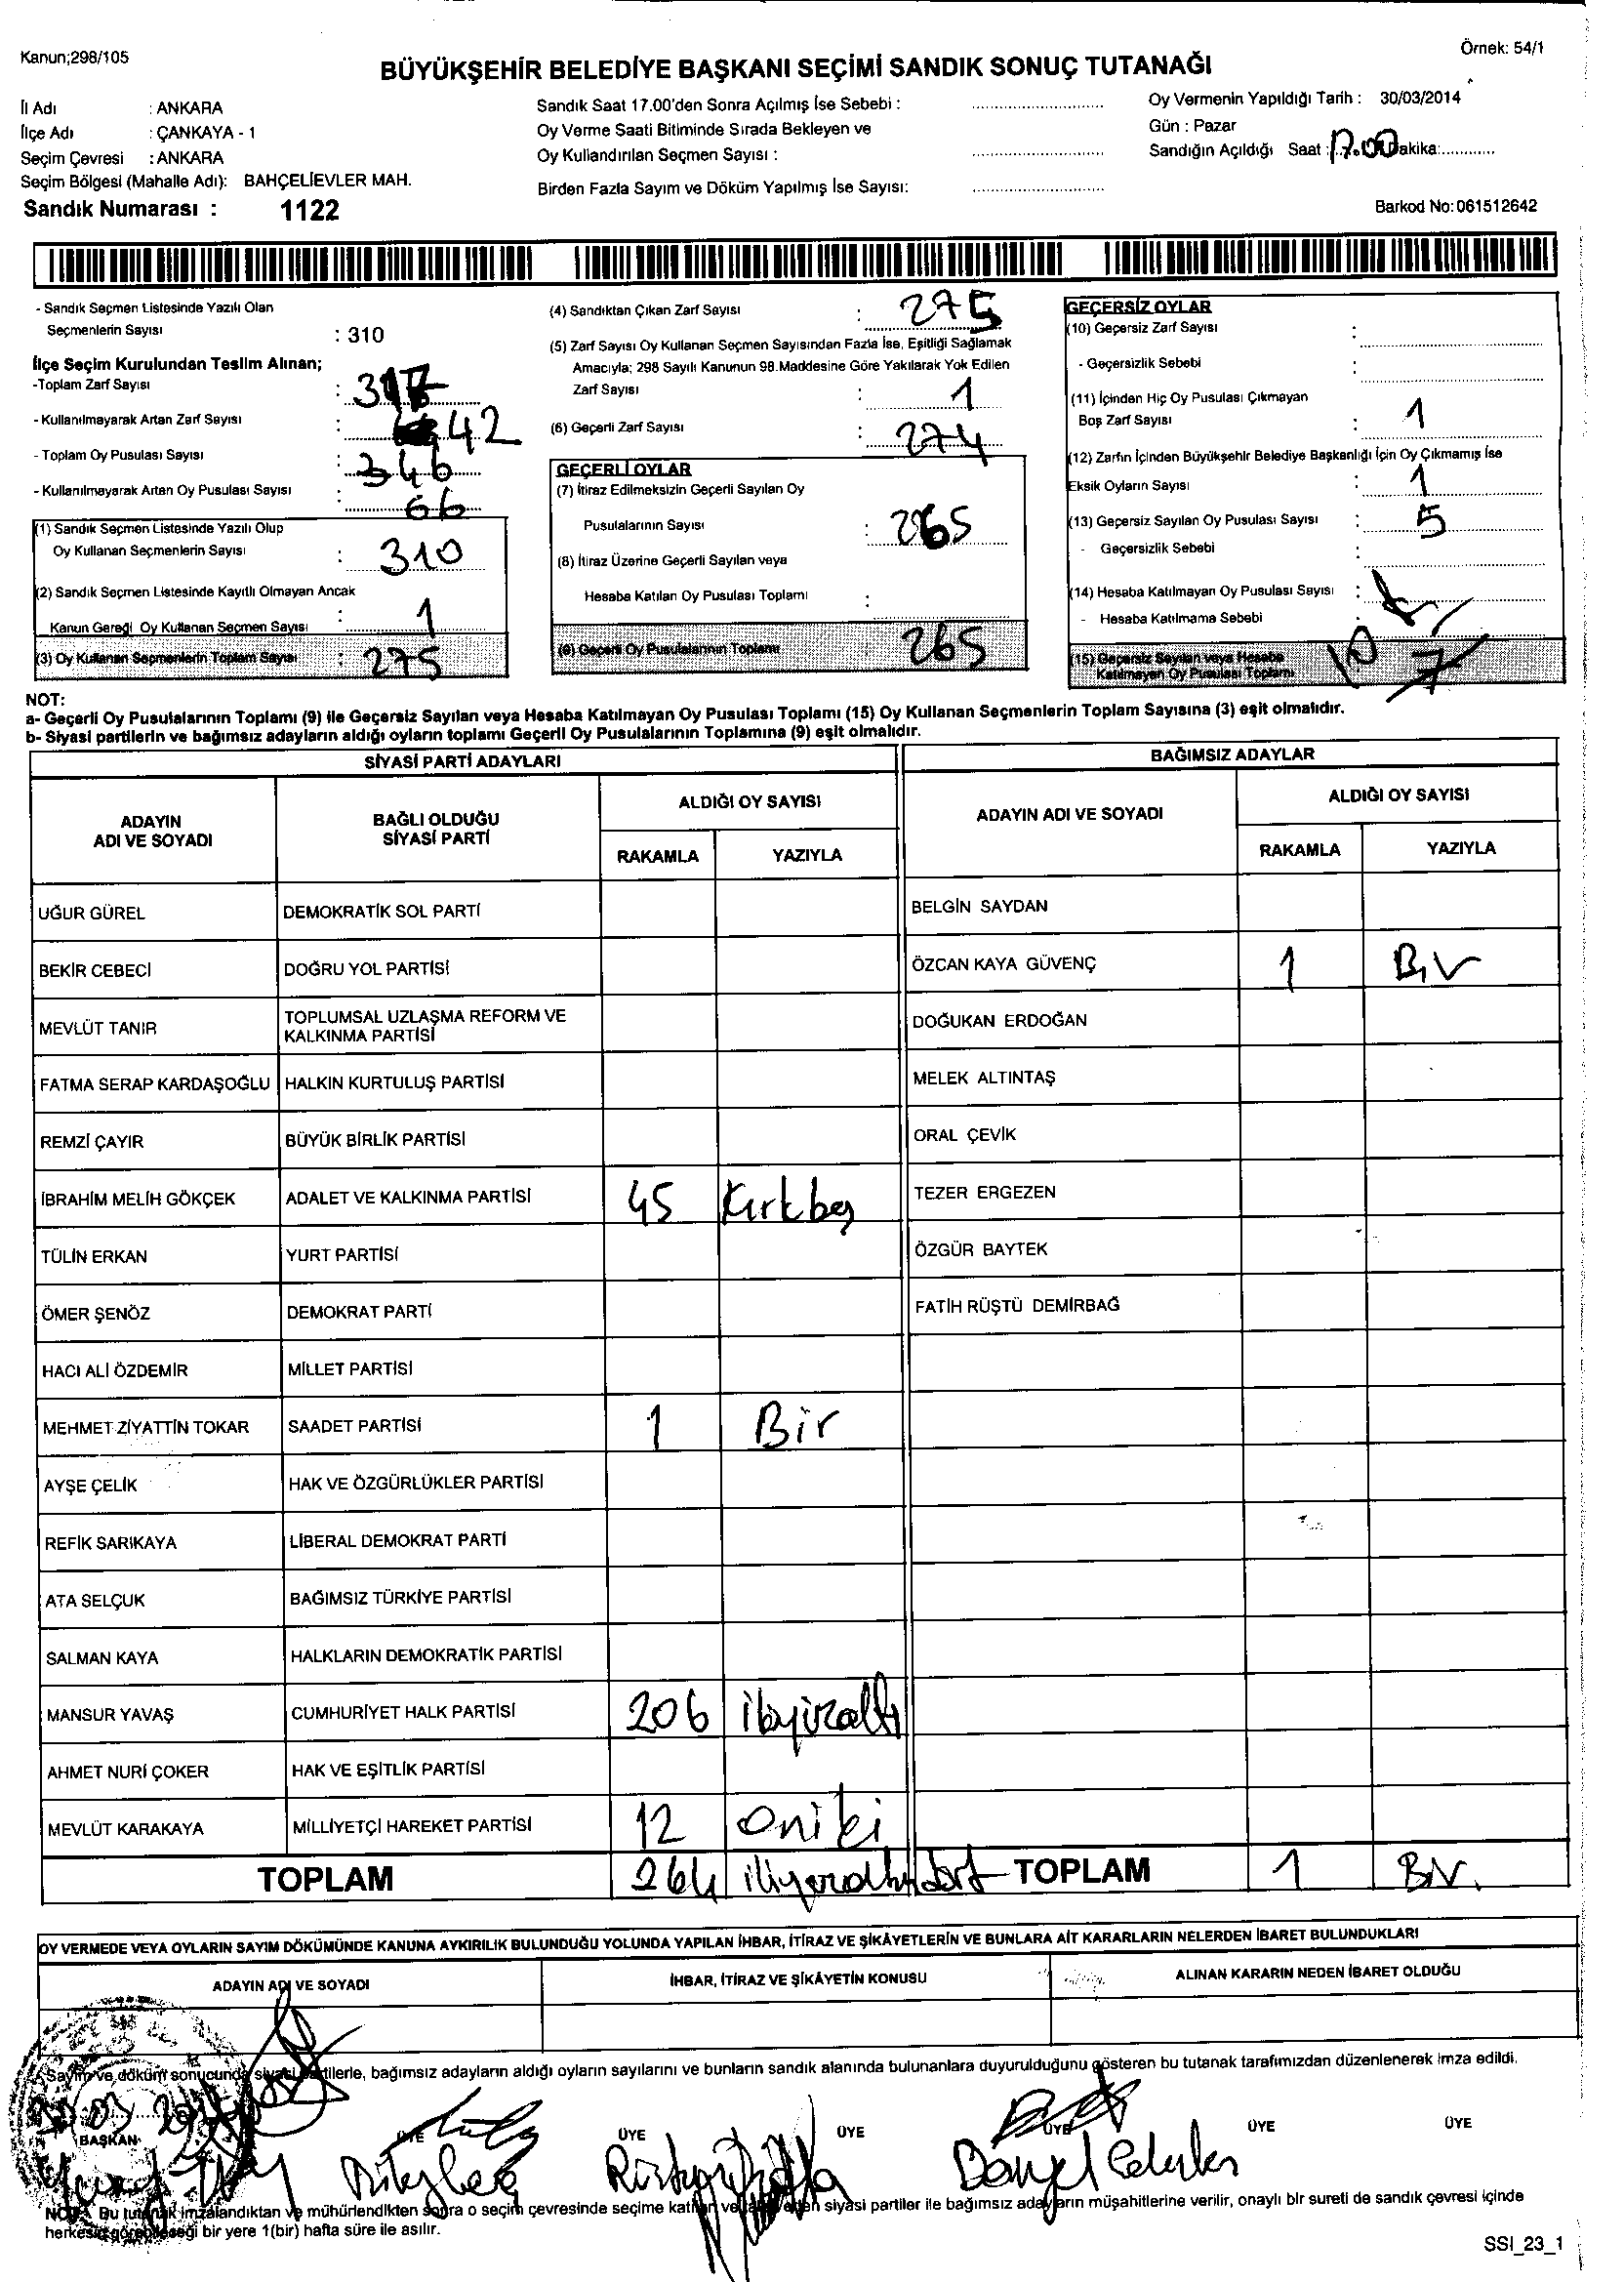 Kanun;298/105
Örnek: 54/1
BÜYÜKŞEHİR BELEDİYE BAŞKANI SEÇİMİ SANDIK SONUÇ TUTANAĞI
İl Adı : ANKARA
İlçe Adı : ÇANKAYA - 1
Seçim Çevresi : ANKARA
Seçim Bölgesi (Mahalle Adı): BAHÇELİEVLER MAH.
Sandık Numarası : 1122
Sandık Saat 17.00'den Sonra Açılmış İse Sebebi :
Oy Verme Saati Bitiminde Sırada Bekleyen ve
Oy Kullandırılan Seçmen Sayısı :
Birden Fazla Sayım ve Döküm Yapılmış İse Sayısı:
Oy Vermenin Yapıldığı Tarih : 30/03/2014
Gün : Pazar
Sandığın Açıldığı Saat : 17.00 Dakika:
Barkod No: 061512642
- Sandık Seçmen Listesinde Yazılı Olan
Seçmenlerin Sayısı : 310
İlçe Seçim Kurulundan Teslim Alınan;
-Toplam Zarf Sayısı :
- Kullanılmayarak Artan Zarf Sayısı : 42
- Toplam Oy Pusulası Sayısı : 346
- Kullanılmayarak Artan Oy Pusulası Sayısı : 66
(1) Sandık Seçmen Listesinde Yazılı Olup
Oy Kullanan Seçmenlerin Sayısı : 310
(2) Sandık Seçmen Listesinde Kayıtlı Olmayan Ancak
Kanun Gereği Oy Kullanan Seçmen Sayısı : 1
(3) Oy Kullanan Seçmenlerin Toplam Sayısı : 275
(4) Sandıktan Çıkan Zarf Sayısı : 275
(5) Zarf Sayısı Oy Kullanan Seçmen Sayısından Fazla İse, Eşitliği Sağlamak
Amacıyla; 298 Sayılı Kanunun 98.Maddesine Göre Yakılarak Yok Edilen
Zarf Sayısı : 1
(6) Geçerli Zarf Sayısı : 274
GEÇERLİ OYLAR
(7) İtiraz Edilmeksizin Geçerli Sayılan Oy
Pusulalarının Sayısı : 265
(8) İtiraz Üzerine Geçerli Sayılan veya
Hesaba Katılan Oy Pusulası Toplamı :
(9) Geçerli Oy Pusulalarının Toplamı 265
GEÇERSİZ OYLAR
(10) Geçersiz Zarf Sayısı :
- Geçersizlik Sebebi :
(11) İçinden Hiç Oy Pusulası Çıkmayan
Boş Zarf Sayısı : 1
(12) Zarfın İçinden Büyükşehir Belediye Başkanlığı İçin Oy Çıkmamış İse
Eksik Oyların Sayısı : 1
(13) Geçersiz Sayılan Oy Pusulası Sayısı : 5
- Geçersizlik Sebebi :
(14) Hesaba Katılmayan Oy Pusulası Sayısı :
- Hesaba Katılmama Sebebi :
(15) Geçersiz Sayılan veya Hesaba
Katılmayan Oy Pusulası Toplamı 10 7
NOT:
a- Geçerli Oy Pusulalarının Toplamı (9) ile Geçersiz Sayılan veya Hesaba Katılmayan Oy Pusulası Toplamı (15) Oy Kullanan Seçmenlerin Toplam Sayısına (3) eşit olmalıdır.
b- Siyasi partilerin ve bağımsız adayların aldığı oyların toplamı Geçerli Oy Pusulalarının Toplamına (9) eşit olmalıdır.
SİYASİ PARTİ ADAYLARI
ADAYIN ADI VE SOYADI
BAĞLI OLDUĞU SİYASİ PARTİ
ALDIĞI OY SAYISI
RAKAMLA YAZIYLA
UĞUR GÜREL DEMOKRATİK SOL PARTİ
BEKİR CEBECİ DOĞRU YOL PARTİSİ
MEVLÜT TANIR TOPLUMSAL UZLAŞMA REFORM VE
KALKINMA PARTİSİ
FATMA SERAP KARDAŞOĞLU HALKIN KURTULUŞ PARTİSİ
REMZİ ÇAYIR BÜYÜK BİRLİK PARTİSİ
İBRAHİM MELİH GÖKÇEK ADALET VE KALKINMA PARTİSİ 45 Kırkbeş
TÜLİN ERKAN YURT PARTİSİ
ÖMER ŞENÖZ DEMOKRAT PARTİ
HACI ALİ ÖZDEMİR MİLLET PARTİSİ
MEHMET ZİYATTİN TOKAR SAADET PARTİSİ 1 Bir
AYŞE ÇELİK HAK VE ÖZGÜRLÜKLER PARTİSİ
REFİK SARIKAYA LİBERAL DEMOKRAT PARTİ
ATA SELÇUK BAĞIMSIZ TÜRKİYE PARTİSİ
SALMAN KAYA HALKLARIN DEMOKRATİK PARTİSİ
MANSUR YAVAŞ CUMHURİYET HALK PARTİSİ 206 ikiyüzaltı
AHMET NURİ ÇOKER HAK VE EŞİTLİK PARTİSİ
MEVLÜT KARAKAYA MİLLİYETÇİ HAREKET PARTİSİ 12 oniki
TOPLAM 264 ikiyüzaltmışdört
BAĞIMSIZ ADAYLAR
ADAYIN ADI VE SOYADI
ALDIĞI OY SAYISI
RAKAMLA YAZIYLA
BELGİN SAYDAN
ÖZCAN KAYA GÜVENÇ 1 Bir
DOĞUKAN ERDOĞAN
MELEK ALTINTAŞ
ORAL ÇEVİK
TEZER ERGEZEN
ÖZGÜR BAYTEK
FATİH RÜŞTÜ DEMİRBAĞ
TOPLAM 1 Bir.
OY VERMEDE VEYA OYLARIN SAYIM DÖKÜMÜNDE KANUNA AYKIRILIK BULUNDUĞU YOLUNDA YAPILAN İHBAR, İTİRAZ VE ŞİKÂYETLERİN VE BUNLARA AİT KARARLARIN NELERDEN İBARET BULUNDUKLARI
ADAYIN ADI VE SOYADI
İHBAR, İTİRAZ VE ŞİKÂYETİN KONUSU
ALINAN KARARIN NEDEN İBARET OLDUĞU
Sayım ve döküm sonucunda siyasi partilerle, bağımsız adayların aldığı oyların sayılarını ve bunların sandık alanında bulunanlara duyurulduğunu gösteren bu tutanak tarafımızdan düzenlenerek imza edildi.
BAŞKAN ÜYE ÜYE ÜYE ÜYE ÜYE ÜYE
NOT: Bu tutanak imzalandıktan ve mühürlendikten sonra o seçim çevresinde seçime katılan ve siyasi partiler ile bağımsız adayların müşahitlerine verilir, onaylı bir sureti de sandık çevresi içinde
herkesin görebileceği bir yere 1(bir) hafta süre ile asılır.
SSI_23_1